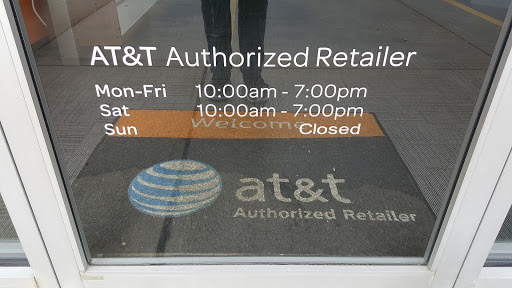 AT&T Authorized Retailer
Mon-Fri 10:00am - 7:00pm
Sat 10:00am - 7:00pm
Welcome
Sun Closed
at&t
Authorized Retailer